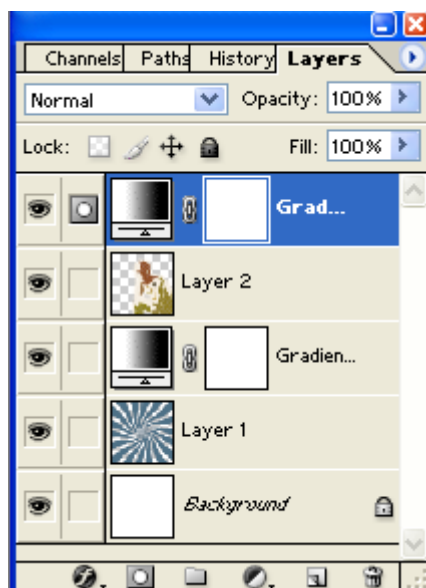 Channels Paths History Layers
Normal Opacity: 100%
Lock: Fill: 100%
Grad...
Layer 2
Gradien...
Layer 1
Background